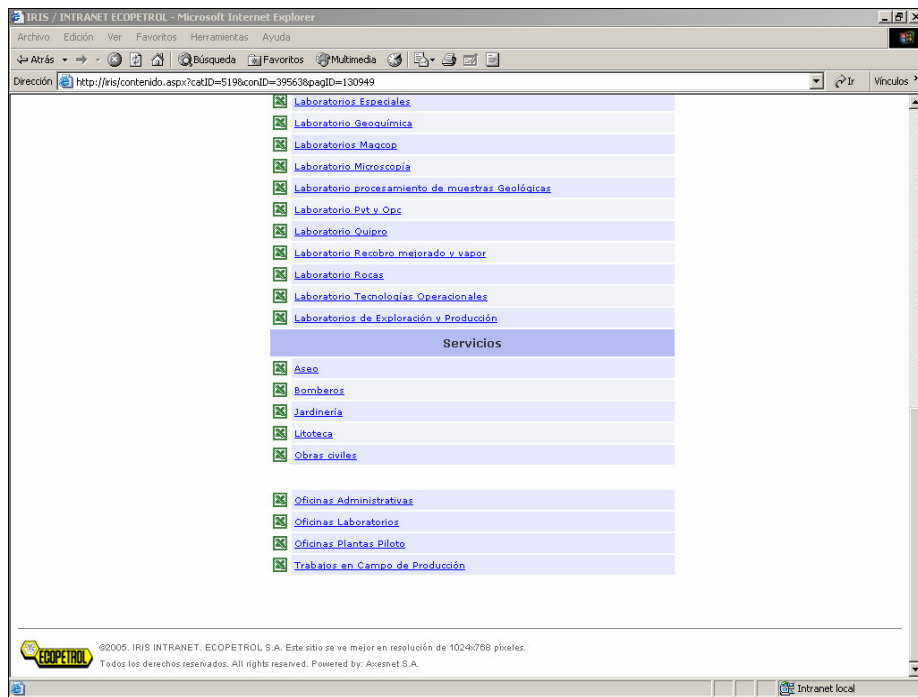 IRIS / INTRANET ECOPETROL - Microsoft Internet Explorer
Archivo Edición Ver Favoritos Herramientas Ayuda
Atrás Búsqueda Favoritos Multimedia
Dirección http://iris/contenido.aspx?catID=519&conID=39563&pagID=130949 Ir Vínculos »
Laboratorios Especiales
Laboratorio Geoquímica
Laboratorios Magcop
Laboratorio Microscopía
Laboratorio procesamiento de muestras Geológicas
Laboratorio Pvt y Opc
Laboratorio Quipro
Laboratorio Recobro mejorado y vapor
Laboratorio Rocas
Laboratorio Tecnologías Operacionales
Laboratorios de Exploración y Producción
Servicios
Aseo
Bomberos
Jardinería
Litoteca
Obras civiles
Oficinas Administrativas
Oficinas Laboratorios
Oficinas Plantas Piloto
Trabajos en Campo de Producción
ECOPETROL
©2005. IRIS INTRANET. ECOPETROL S.A. Este sitio se ve mejor en resolución de 1024x768 píxeles.
Todos los derechos reservados. All rights reserved. Powered by: Axesnet S.A.
Intranet local